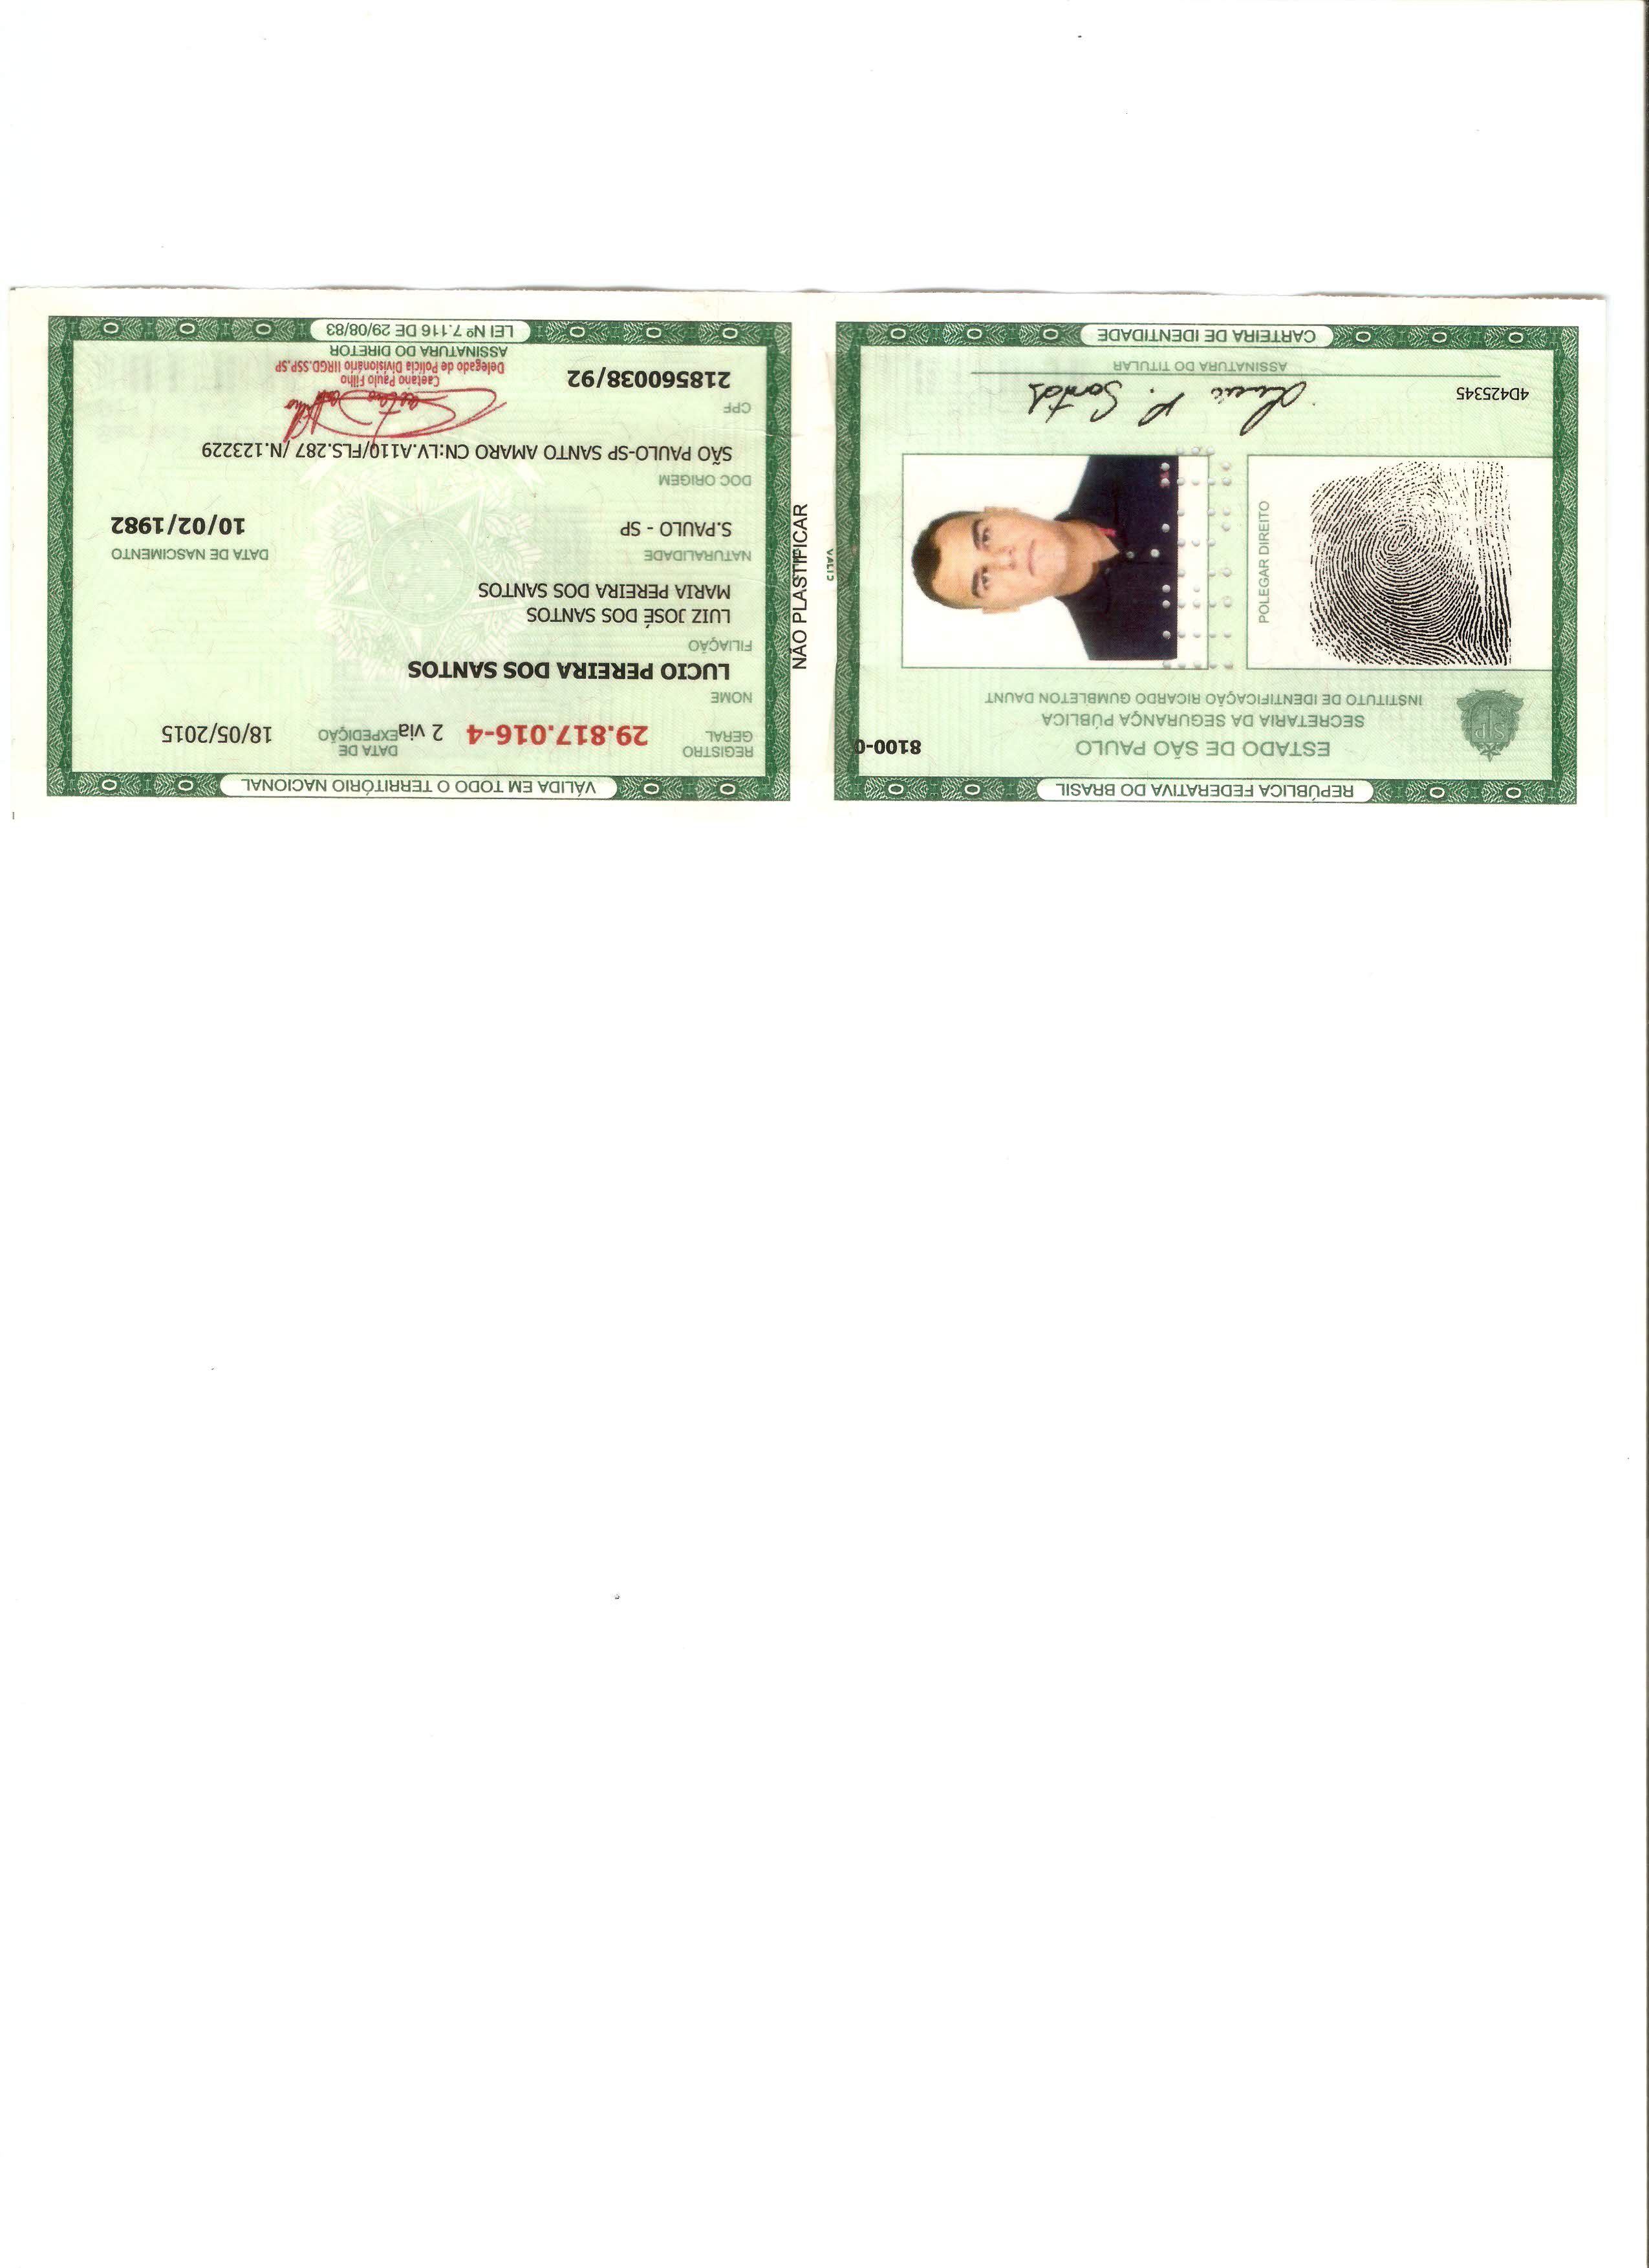 REPÚBLICA FEDERATIVA DO BRASIL
ESTADO DE SÃO PAULO
8100-0
SECRETARIA DA SEGURANÇA PÚBLICA
INSTITUTO DE IDENTIFICAÇÃO RICARDO GUMBLETON DAUNT
POLEGAR DIREITO
Lucio P. Santos
4D425345
ASSINATURA DO TITULAR
CARTEIRA DE IDENTIDADE
NÃO PLASTIFICAR
VÁLIDA EM TODO O TERRITÓRIO NACIONAL
REGISTRO GERAL 29.817.016-4 2 via DATA DE EXPEDIÇÃO 18/05/2015
NOME
LUCIO PEREIRA DOS SANTOS
FILIAÇÃO
LUIZ JOSÉ DOS SANTOS
MARIA PEREIRA DOS SANTOS
NATURALIDADE
DATA DE NASCIMENTO
S.PAULO - SP
10/02/1982
DOC ORIGEM
SÃO PAULO-SP SANTO AMARO CN:LV.A110/FLS.287 /N.123229
CPF
218560038/92
Caetano Paulo Filho
Delegado de Polícia Divisionário IIRGD.SSP.SP
ASSINATURA DO DIRETOR
LEI Nº 7.116 DE 29/08/83